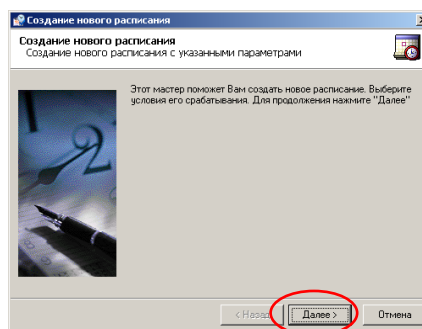 Создание нового расписания
Создание нового расписания
Создание нового расписания с указанными параметрами
Этот мастер поможет Вам создать новое расписание. Выберите
условия его срабатывания. Для продолжения нажмите "Далее"
< Назад
Далее >
Отмена